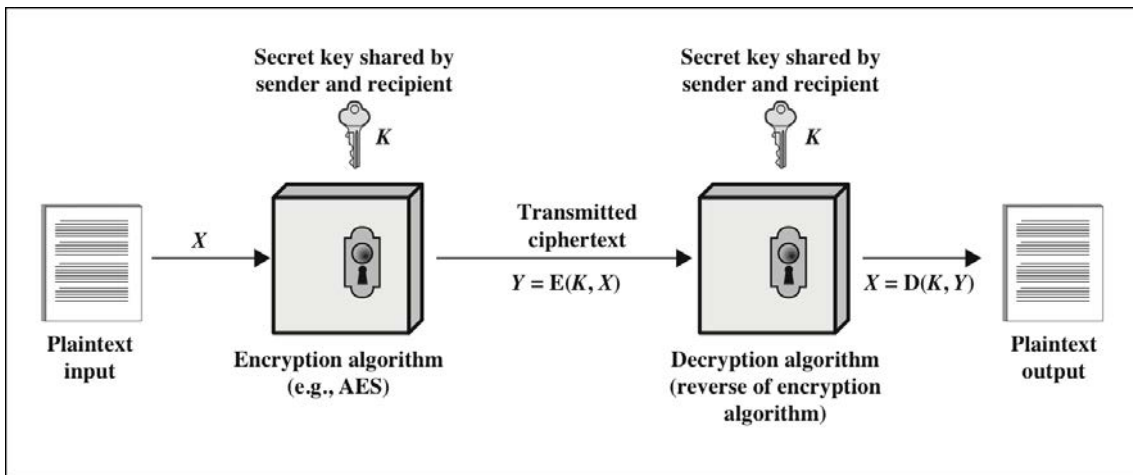 Secret key shared by
sender and recipient
K
Secret key shared by
sender and recipient
K
X
Transmitted
ciphertext
Y = E(K, X)
X = D(K, Y)
Plaintext
input
Encryption algorithm
(e.g., AES)
Decryption algorithm
(reverse of encryption
algorithm)
Plaintext
output